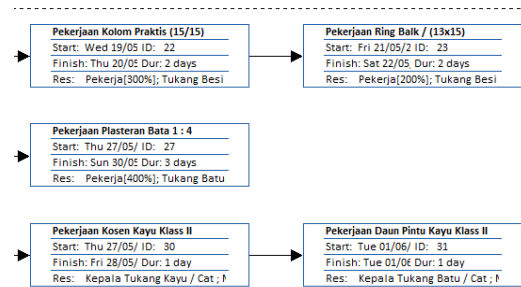 Pekerjaan Kolom Praktis (15/15)
Start: Wed 19/05 ID: 22
Finish: Thu 20/05 Dur: 2 days
Res: Pekerja[300%]; Tukang Besi
Pekerjaan Ring Balk / (13x15)
Start: Fri 21/05/2 ID: 23
Finish: Sat 22/05, Dur: 2 days
Res: Pekerja[200%]; Tukang Besi
Pekerjaan Plasteran Bata 1 : 4
Start: Thu 27/05/ ID: 27
Finish: Sun 30/05 Dur: 3 days
Res: Pekerja[400%]; Tukang Batu
Pekerjaan Kosen Kayu Klass II
Start: Thu 27/05/ ID: 30
Finish: Fri 28/05/ Dur: 1 day
Res: Kepala Tukang Kayu / Cat ;
Pekerjaan Daun Pintu Kayu Klass II
Start: Tue 01/06/ ID: 31
Finish: Tue 01/06 Dur: 1 day
Res: Kepala Tukang Batu / Cat ;